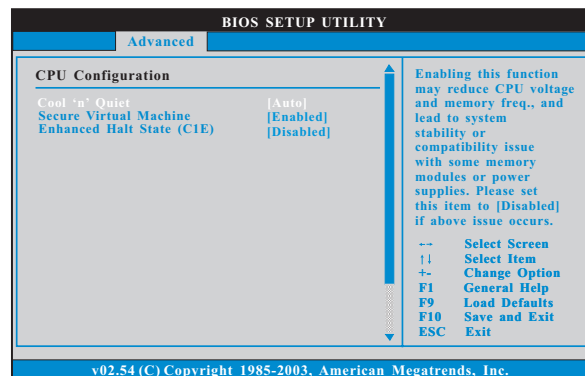 BIOS SETUP UTILITY
Advanced
CPU Configuration
Cool 'n' Quiet [Auto]
Secure Virtual Machine [Enabled]
Enhanced Halt State (C1E) [Disabled]
Enabling this function
may reduce CPU voltage
and memory freq., and
lead to system
stability or
compatibility issue
with some memory
modules or power
supplies. Please set
this item to [Disabled]
if above issue occurs.
←→ Select Screen
↑↓ Select Item
+- Change Option
F1 General Help
F9 Load Defaults
F10 Save and Exit
ESC Exit
v02.54 (C) Copyright 1985-2003, American Megatrends, Inc.